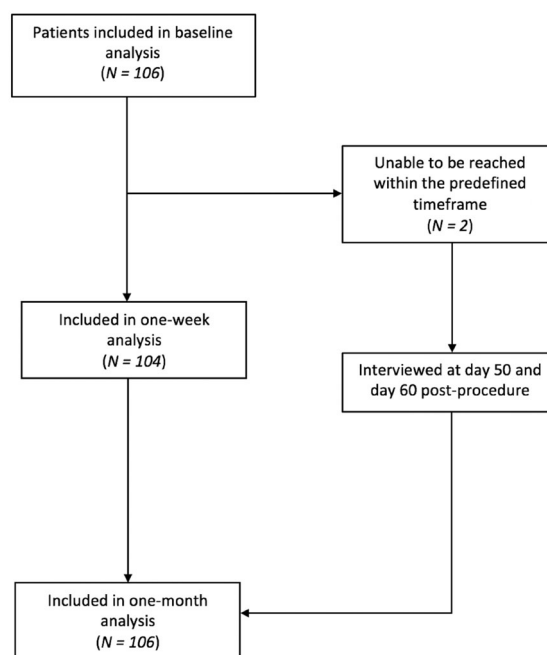 Patients included in baseline
analysis
(N = 106)
Unable to be reached
within the predefined
timeframe
(N = 2)
Included in one-week
analysis
(N = 104)
Interviewed at day 50 and
day 60 post-procedure
Included in one-month
analysis
(N = 106)